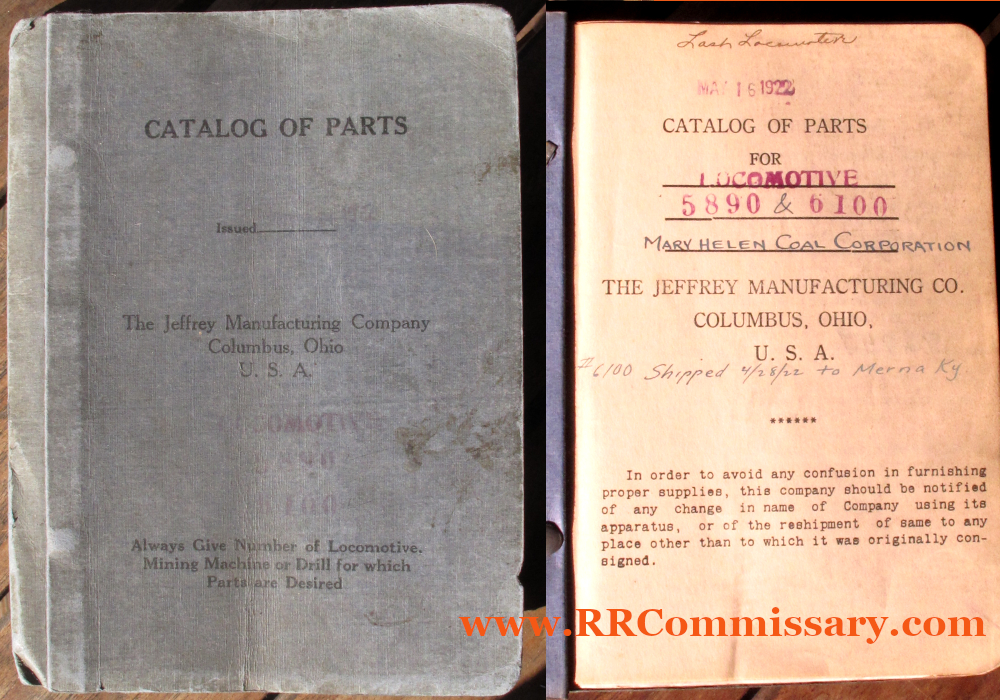 CATALOG OF PARTS
Issued
The Jeffrey Manufacturing Company
Columbus, Ohio
U. S. A.
Always Give Number of Locomotive,
Mining Machine or Drill for which
Parts are Desired
Lash Locomotive
MAY 16 1922
CATALOG OF PARTS
FOR
LOCOMOTIVE
5890 & 6100
MARY HELEN COAL CORPORATION
THE JEFFREY MANUFACTURING CO.
COLUMBUS, OHIO,
U. S. A.
#6100 Shipped 4/28/22 to Merna Ky.
******
In order to avoid any confusion in furnishing
proper supplies, this company should be notified
of any change in name of Company using its
apparatus, or of the reshipment of same to any
place other than to which it was originally con-
signed.
www.RRCommissary.com